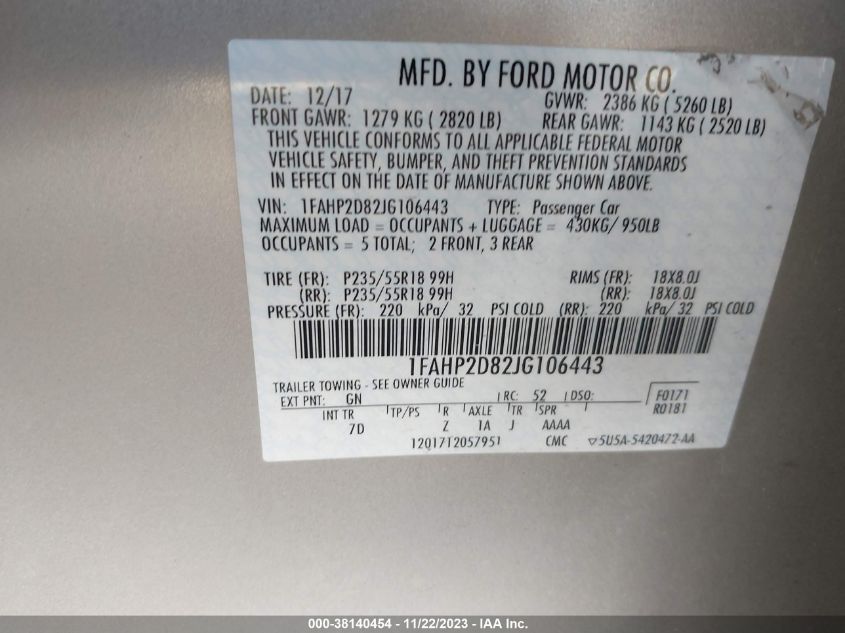 MFD. BY FORD MOTOR CO.
DATE: 12/17 GVWR: 2386 KG ( 5260 LB)
FRONT GAWR: 1279 KG ( 2820 LB) REAR GAWR: 1143 KG ( 2520 LB)
THIS VEHICLE CONFORMS TO ALL APPLICABLE FEDERAL MOTOR
VEHICLE SAFETY, BUMPER, AND THEFT PREVENTION STANDARDS
IN EFFECT ON THE DATE OF MANUFACTURE SHOWN ABOVE.
VIN: 1FAHP2D82JG106443 TYPE: Passenger Car
MAXIMUM LOAD = OCCUPANTS + LUGGAGE = 430KG/ 950LB
OCCUPANTS = 5 TOTAL; 2 FRONT, 3 REAR
TIRE (FR): P235/55R18 99H RIMS (FR): 18X8.0J
(RR): P235/55R18 99H (RR): 18X8.0J
PRESSURE (FR): 220 kPa/ 32 PSI COLD (RR): 220 kPa/ 32 PSI COLD
1FAHP2D82JG106443
TRAILER TOWING - SEE OWNER GUIDE
EXT PNT: GN RC: 52 DSO: F0171
INT TR TP/PS R AXLE TR SPR R0181
7D Z 1A J AAAA
1201712057951 CMC ▽5U5A-5420472-AA
000-38140454 - 11/22/2023 - IAA Inc.